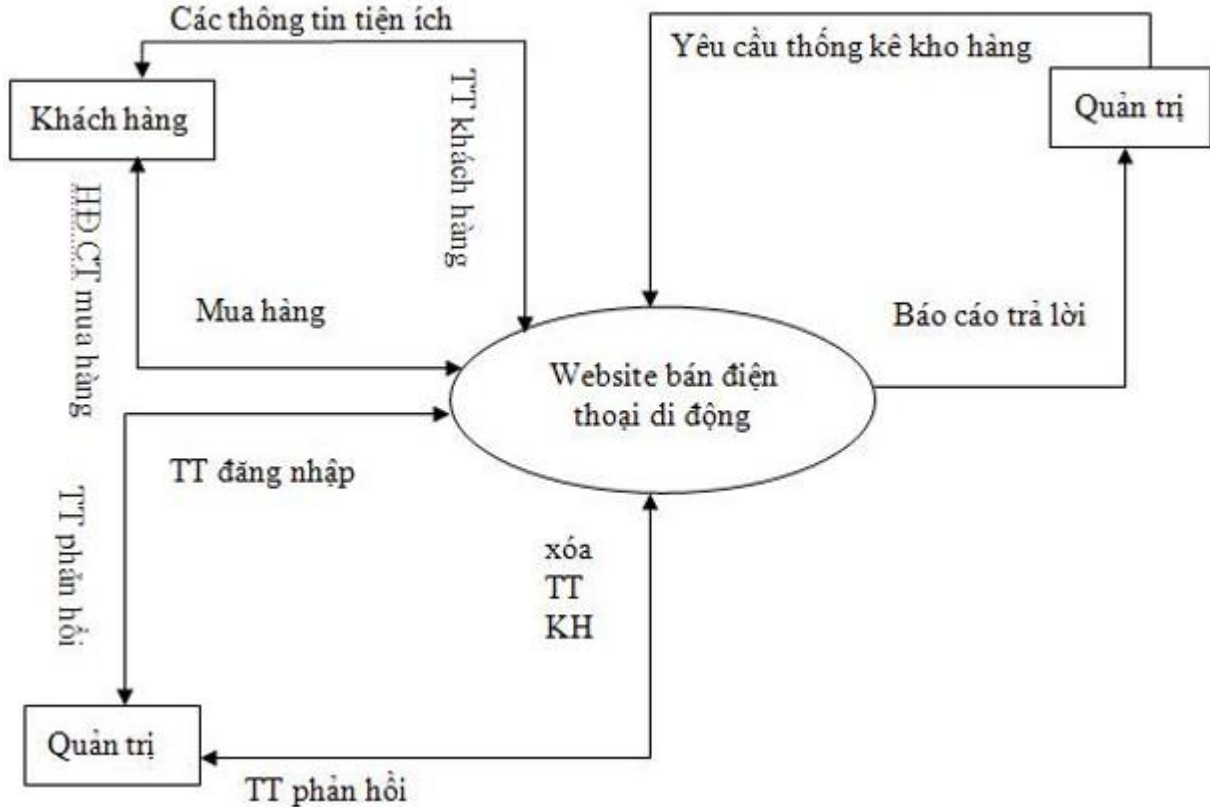 Các thông tin tiện ích
Yêu cầu thống kê kho hàng
Khách hàng
TT khách hàng
Quản trị
HĐ CT mua hàng
Mua hàng
Báo cáo trả lời
Website bán điện
thoại di động
TT đăng nhập
TT phản hồi
xóa
TT
KH
Quản trị
TT phản hồi